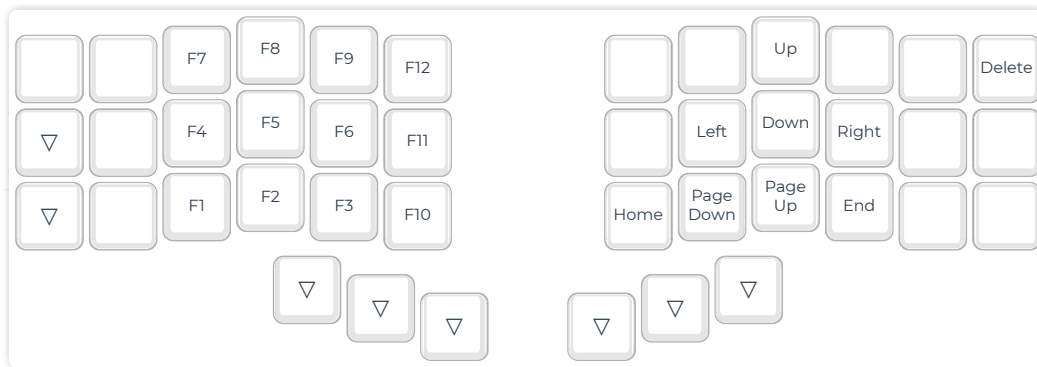 F7 F8 F9 F12 Up Delete
▽ F4 F5 F6 F11 Left Down Right
▽ F1 F2 F3 F10 Home Page Down Page Up End
▽ ▽ ▽ ▽ ▽ ▽